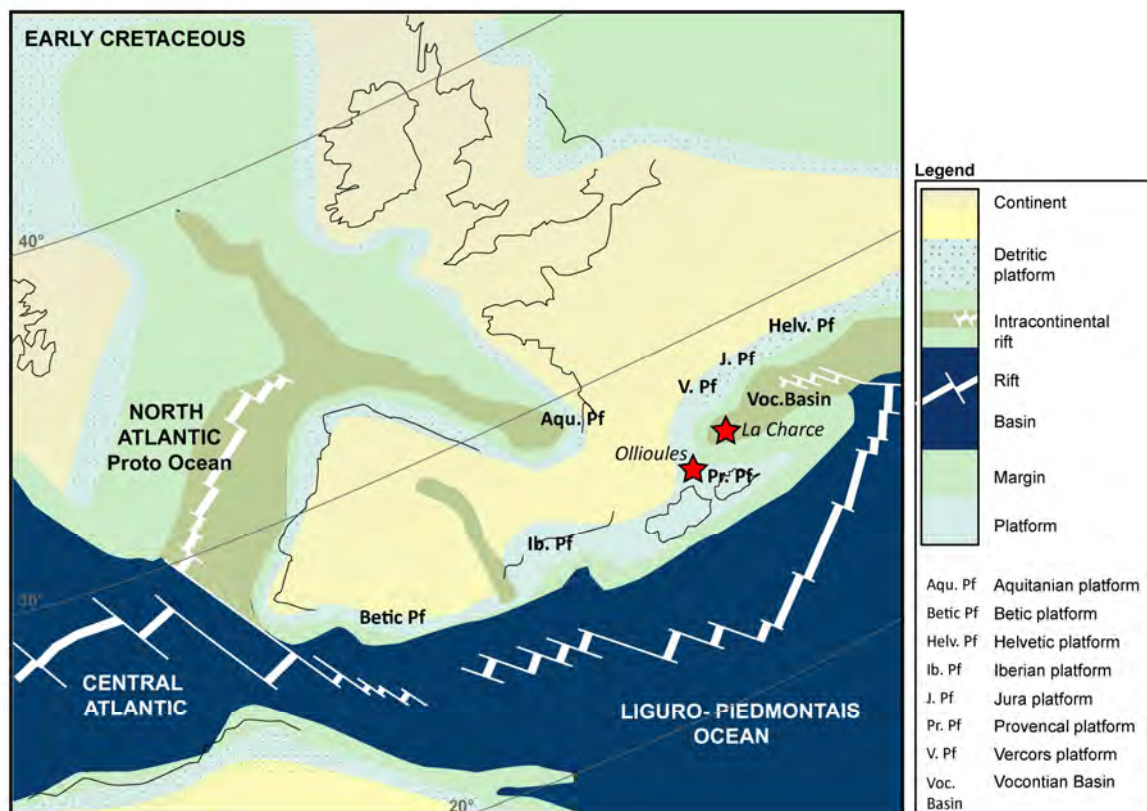 EARLY CRETACEOUS
40°
Helv. Pf
J. Pf
V. Pf
Voc.Basin
NORTH
ATLANTIC
Proto Ocean
Aqu. Pf
La Charce
Ollioules
Pr. Pf
Ib. Pf
30°
Betic Pf
CENTRAL
ATLANTIC
LIGURO- PIEDMONTAIS
OCEAN
20°
Legend
Continent
Detritic
platform
Intracontinental
rift
Rift
Basin
Margin
Platform
Aqu. Pf Aquitanian platform
Betic Pf Betic platform
Helv. Pf Helvetic platform
Ib. Pf Iberian platform
J. Pf Jura platform
Pr. Pf Provencal platform
V. Pf Vercors platform
Voc. Vocontian Basin
Basin